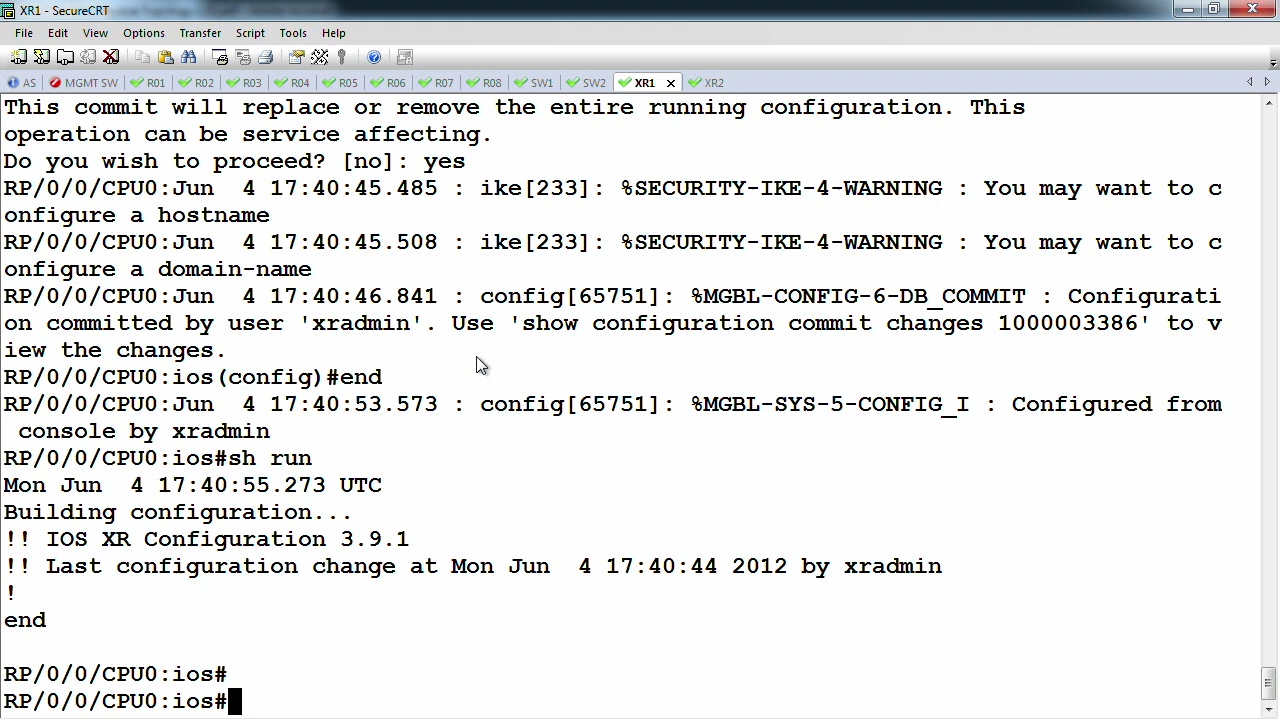 XR1 - SecureCRT
File Edit View Options Transfer Script Tools Help
AS MGMT SW R01 R02 R03 R04 R05 R06 R07 R08 SW1 SW2 XR1 XR2
This commit will replace or remove the entire running configuration. This
operation can be service affecting.
Do you wish to proceed? [no]: yes
RP/0/0/CPU0:Jun  4 17:40:45.485 : ike[233]: %SECURITY-IKE-4-WARNING : You may want to c
onfigure a hostname
RP/0/0/CPU0:Jun  4 17:40:45.508 : ike[233]: %SECURITY-IKE-4-WARNING : You may want to c
onfigure a domain-name
RP/0/0/CPU0:Jun  4 17:40:46.841 : config[65751]: %MGBL-CONFIG-6-DB_COMMIT : Configurati
on committed by user 'xradmin'. Use 'show configuration commit changes 1000003386' to v
iew the changes.
RP/0/0/CPU0:ios(config)#end
RP/0/0/CPU0:Jun  4 17:40:53.573 : config[65751]: %MGBL-SYS-5-CONFIG_I : Configured from
 console by xradmin
RP/0/0/CPU0:ios#sh run
Mon Jun  4 17:40:55.273 UTC
Building configuration...
!! IOS XR Configuration 3.9.1
!! Last configuration change at Mon Jun  4 17:40:44 2012 by xradmin
!
end
RP/0/0/CPU0:ios#
RP/0/0/CPU0:ios#